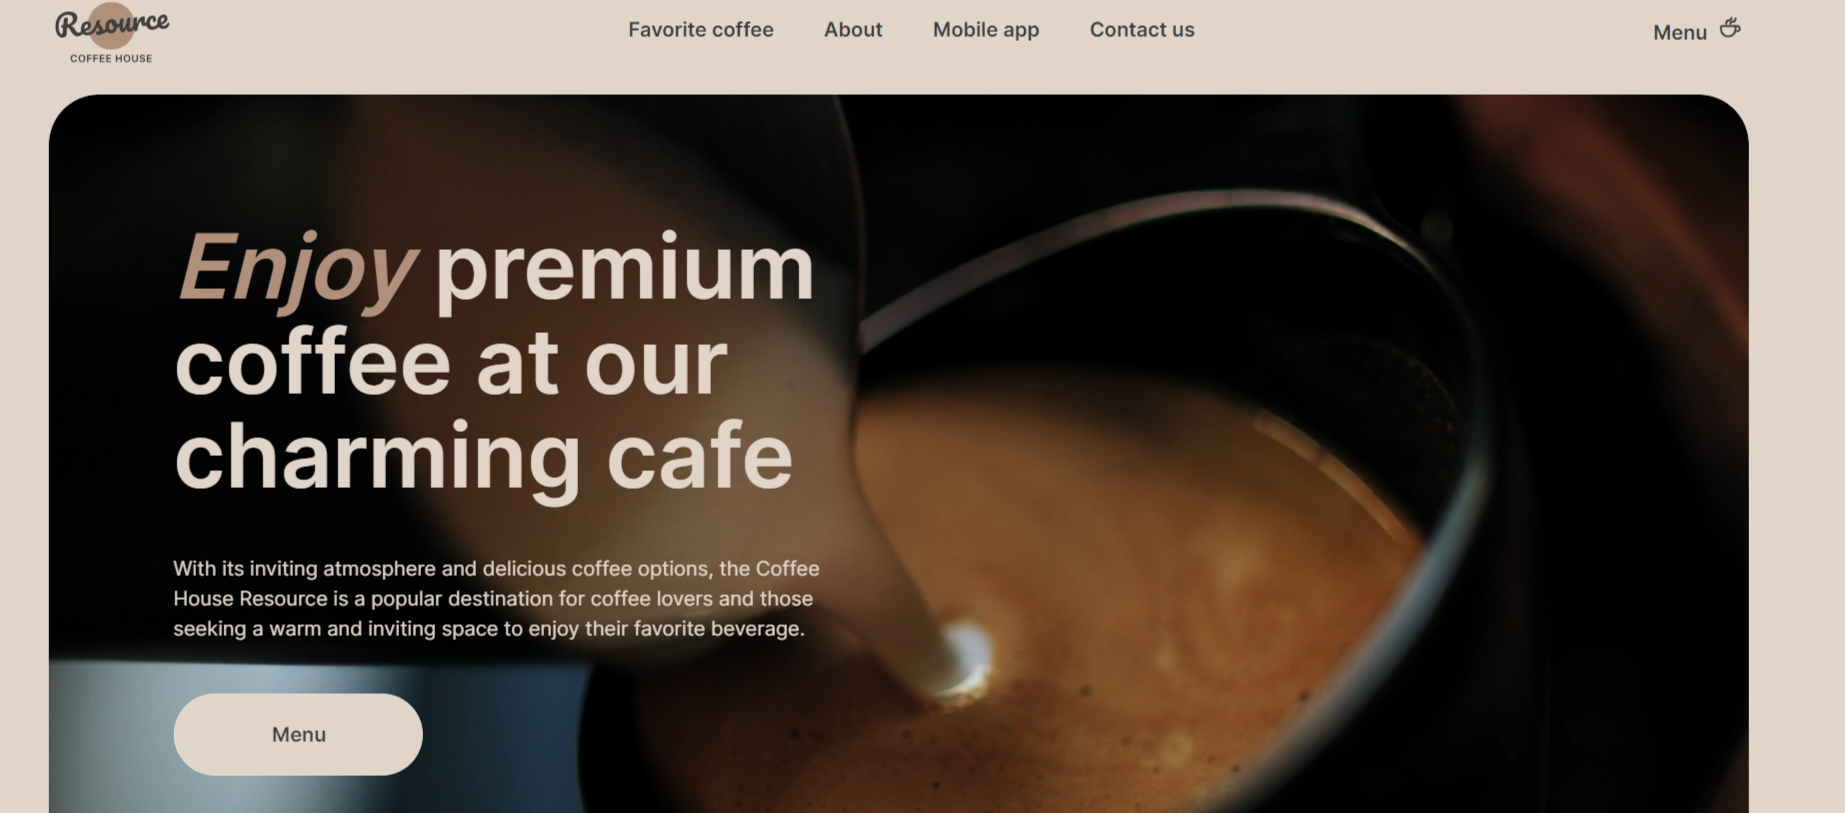 Resource
COFFEE HOUSE
Favorite coffee
About
Mobile app
Contact us
Menu
Enjoy premium
coffee at our
charming cafe
With its inviting atmosphere and delicious coffee options, the Coffee
House Resource is a popular destination for coffee lovers and those
seeking a warm and inviting space to enjoy their favorite beverage.
Menu